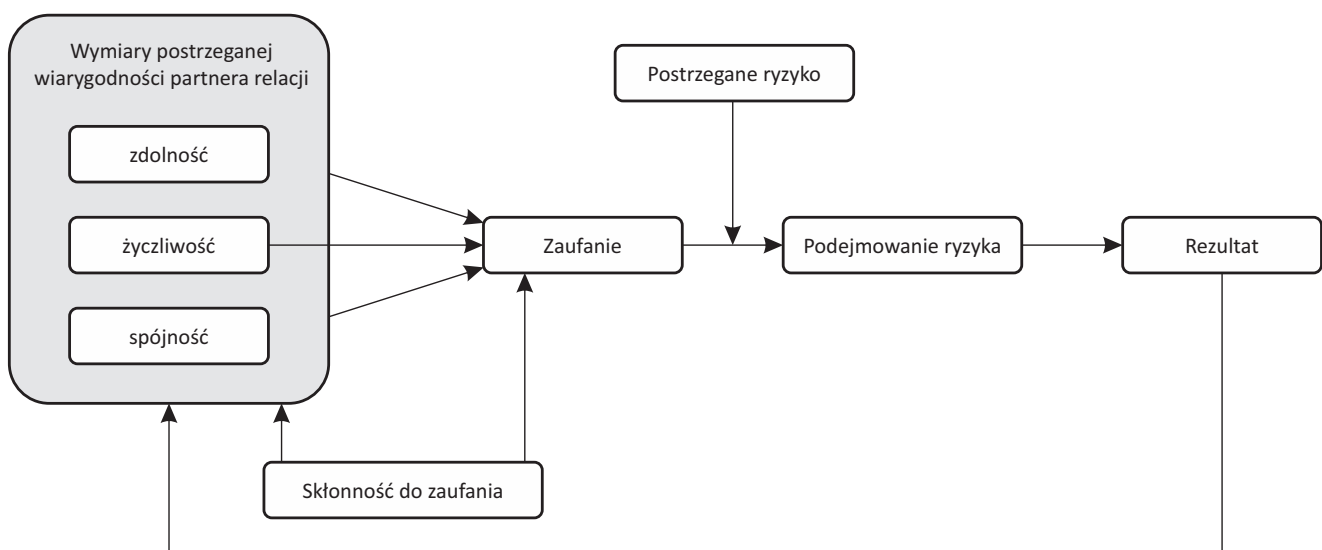 Wymiary postrzeganej
wiarygodności partnera relacji
zdolność
życzliwość
spójność
Postrzegane ryzyko
Zaufanie
Podejmowanie ryzyka
Rezultat
Skłonność do zaufania